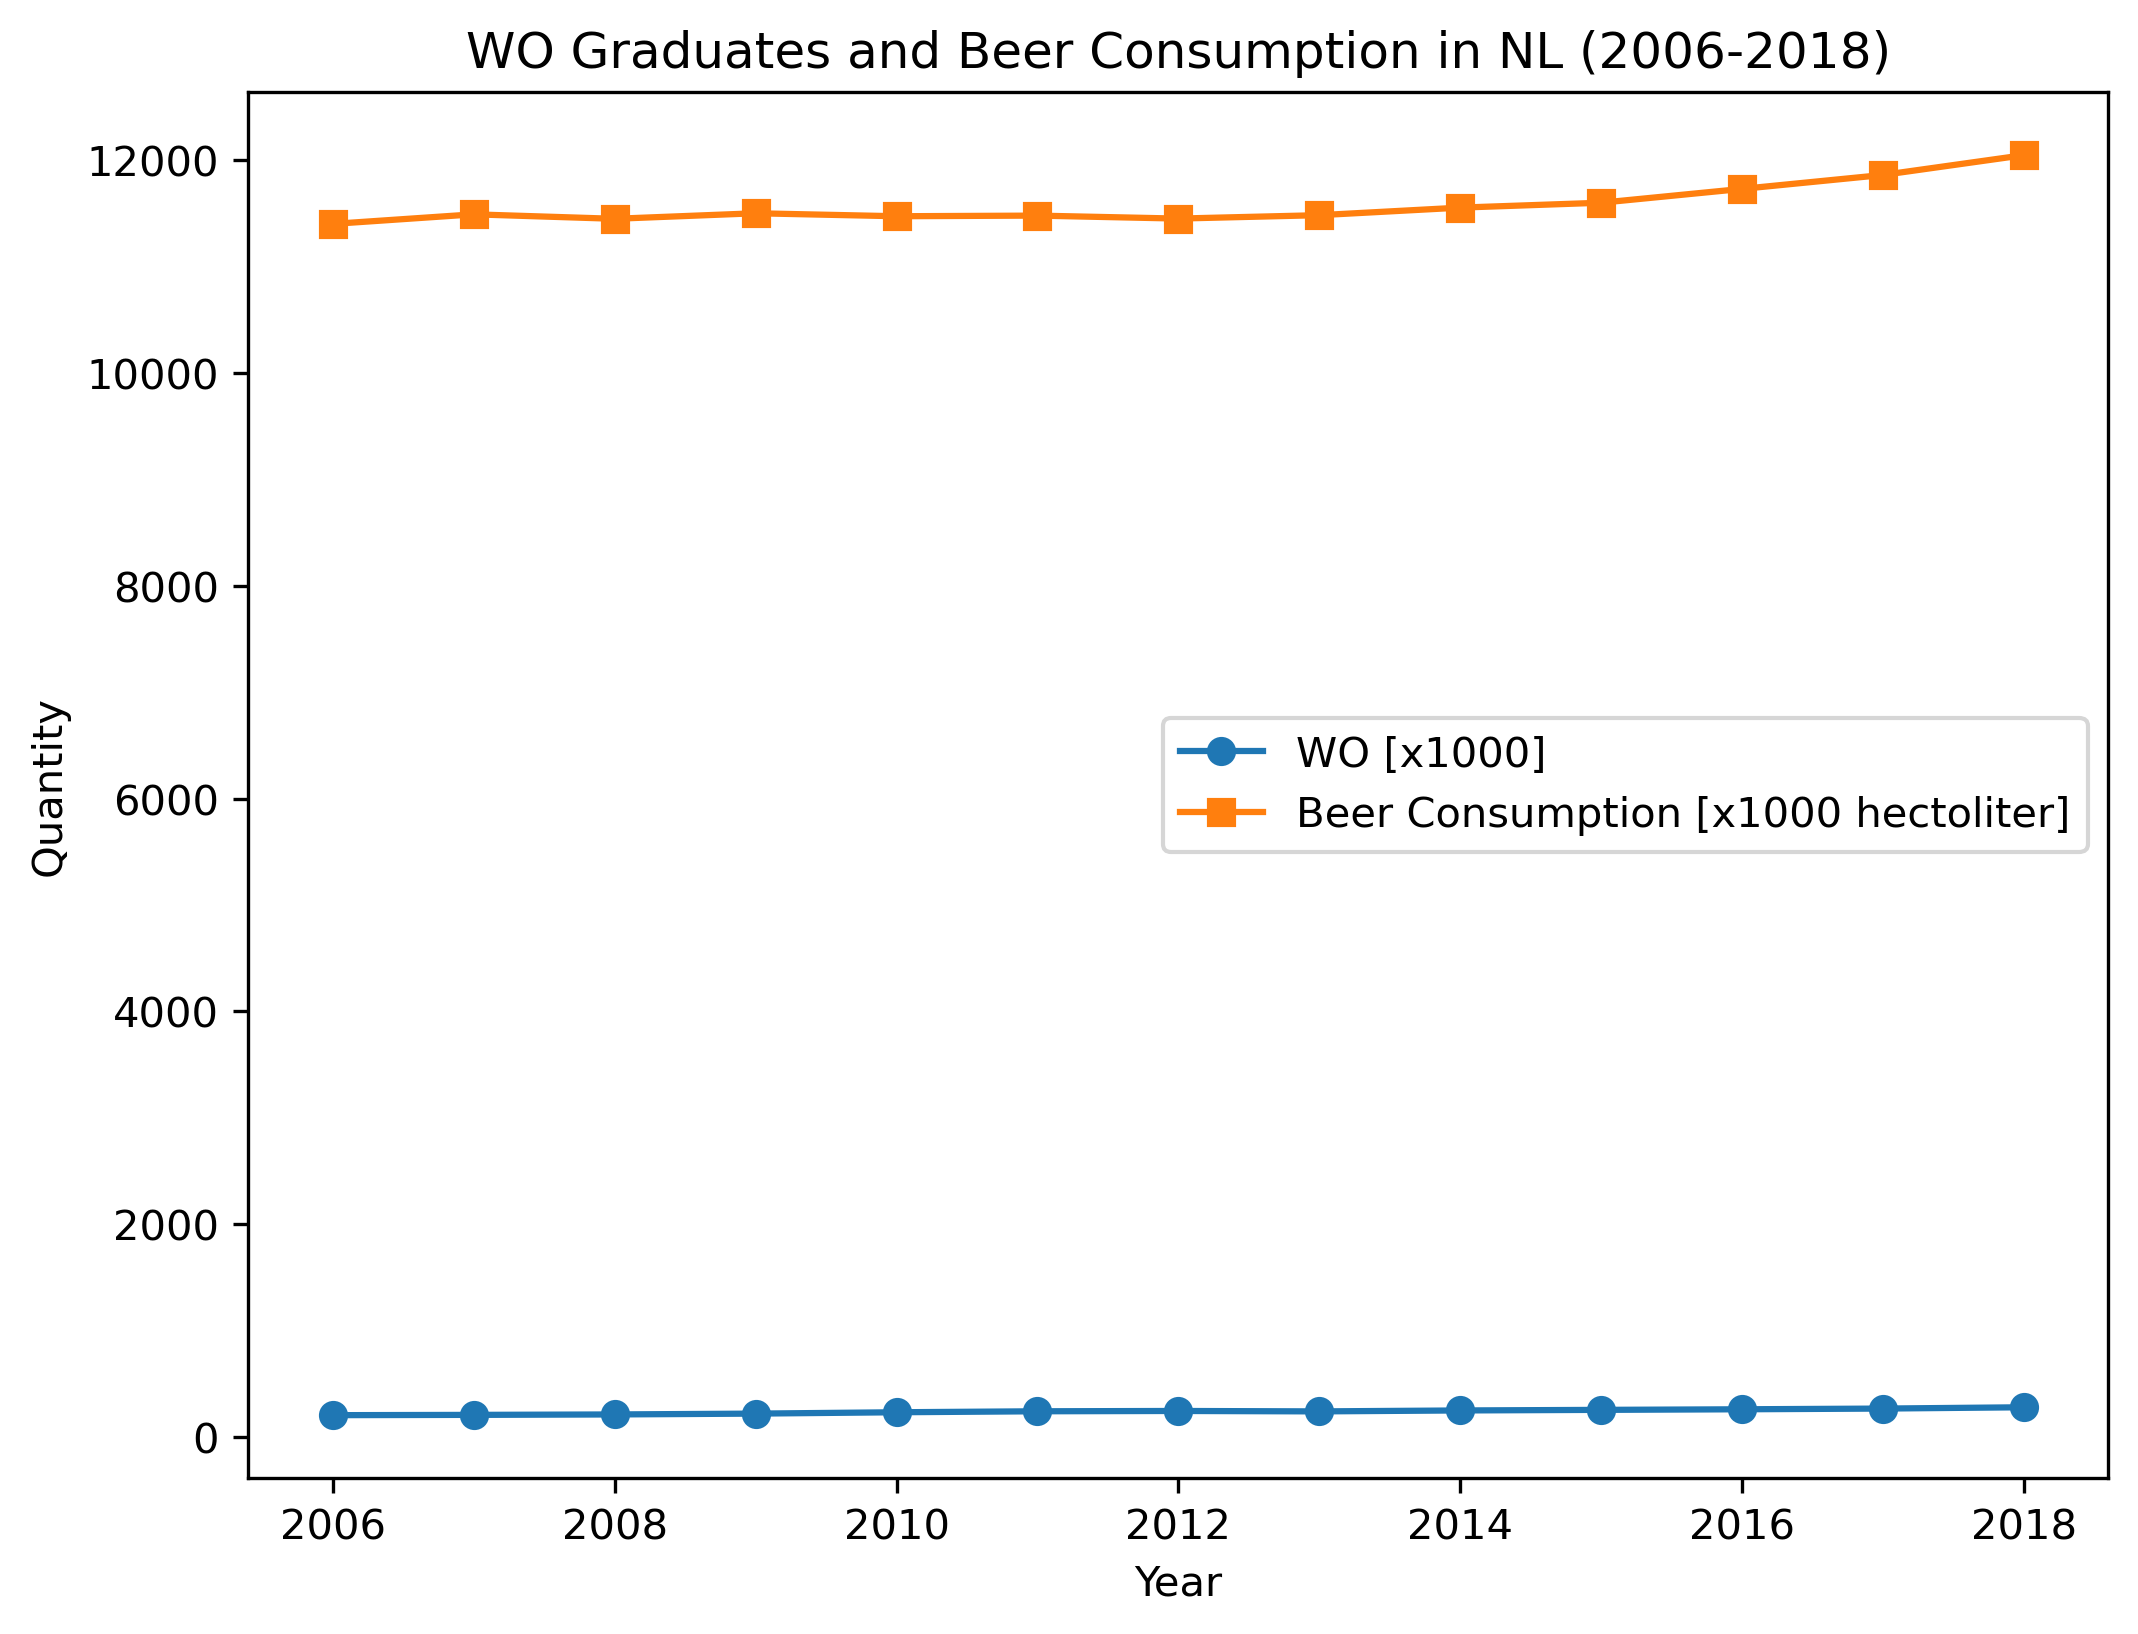 WO Graduates and Beer Consumption in NL (2006-2018)
12000
10000
8000
6000
4000
2000
0
Quantity
WO [x1000]
Beer Consumption [x1000 hectoliter]
2006 2008 2010 2012 2014 2016 2018
Year